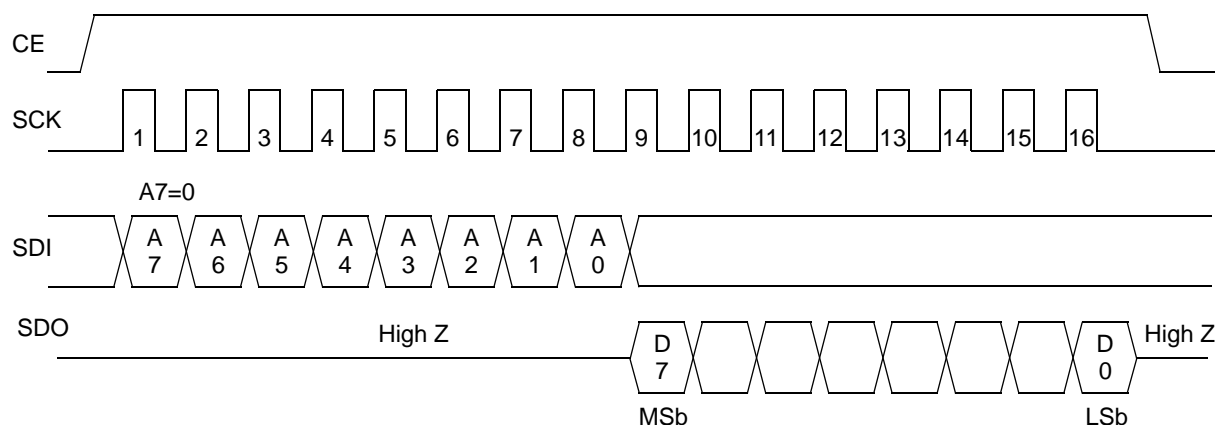 CE
SCK
1 2 3 4 5 6 7 8 9 10 11 12 13 14 15 16
A7=0
SDI
A A A A A A A A
7 6 5 4 3 2 1 0
SDO
High Z
D D
7 0
High Z
MSb LSb